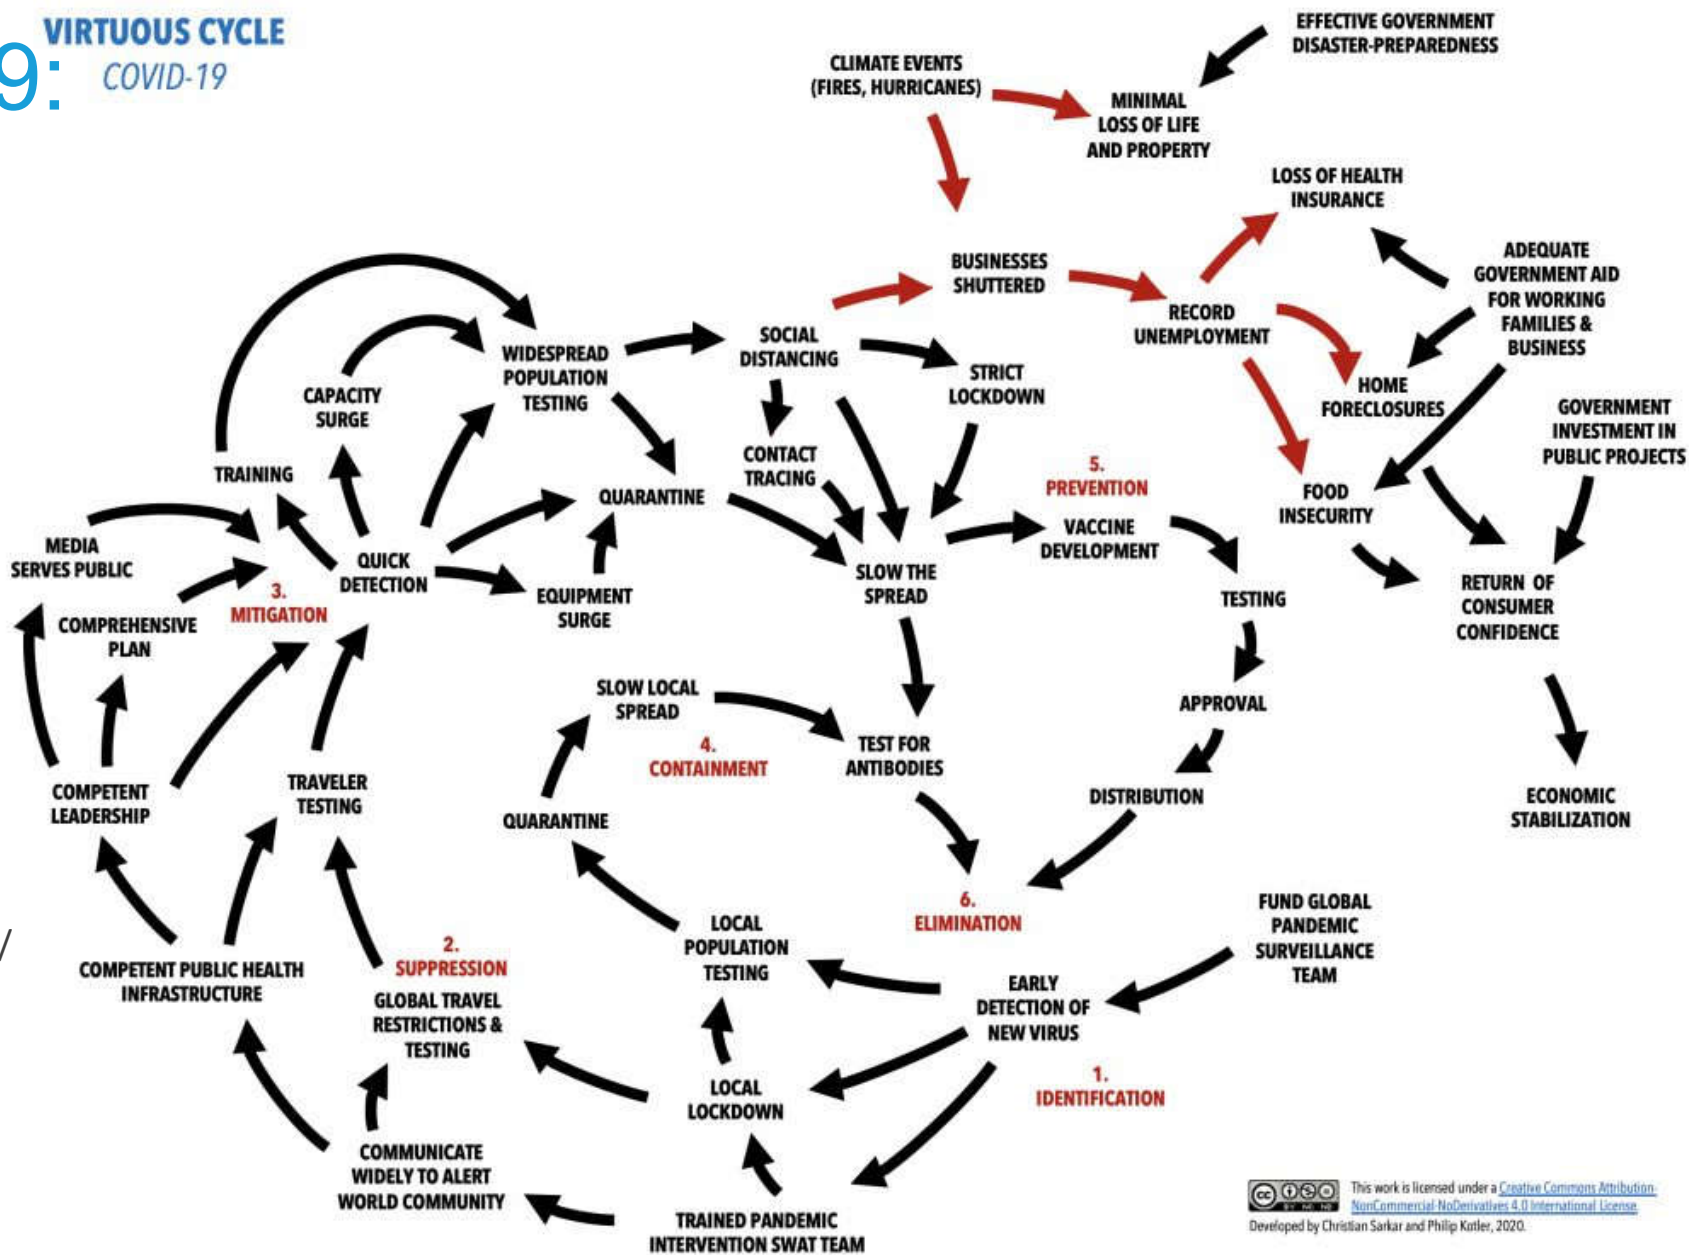 VIRTUOUS CYCLE
9:
COVID-19
EFFECTIVE GOVERNMENT
DISASTER-PREPAREDNESS
CLIMATE EVENTS
(FIRES, HURRICANES)
MINIMAL
LOSS OF LIFE
AND PROPERTY
LOSS OF HEALTH
INSURANCE
BUSINESSES
SHUTTERED
ADEQUATE
GOVERNMENT AID
FOR WORKING
FAMILIES &
BUSINESS
RECORD
UNEMPLOYMENT
HOME
FORECLOSURES
GOVERNMENT
INVESTMENT IN
PUBLIC PROJECTS
WIDESPREAD
POPULATION
TESTING
SOCIAL
DISTANCING
STRICT
LOCKDOWN
CAPACITY
SURGE
TRAINING
CONTACT
TRACING
QUARANTINE
5.
PREVENTION
VACCINE
DEVELOPMENT
FOOD
INSECURITY
MEDIA
SERVES PUBLIC
QUICK
DETECTION
3.
MITIGATION
EQUIPMENT
SURGE
SLOW THE
SPREAD
TESTING
RETURN OF
CONSUMER
CONFIDENCE
COMPREHENSIVE
PLAN
SLOW LOCAL
SPREAD
4.
CONTAINMENT
TEST FOR
ANTIBODIES
APPROVAL
COMPETENT
LEADERSHIP
TRAVELER
TESTING
QUARANTINE
DISTRIBUTION
ECONOMIC
STABILIZATION
6.
ELIMINATION
FUND GLOBAL
PANDEMIC
SURVEILLANCE
TEAM
/
COMPETENT PUBLIC HEALTH
INFRASTRUCTURE
2.
SUPPRESSION
GLOBAL TRAVEL
RESTRICTIONS &
TESTING
LOCAL
POPULATION
TESTING
EARLY
DETECTION OF
NEW VIRUS
1.
IDENTIFICATION
LOCAL
LOCKDOWN
COMMUNICATE
WIDELY TO ALERT
WORLD COMMUNITY
TRAINED PANDEMIC
INTERVENTION SWAT TEAM
cc
BY NC ND
This work is licensed under a Creative Commons Attribution-
NonCommercial-NoDerivatives 4.0 International License.
Developed by Christian Sarkar and Philip Kotler, 2020.